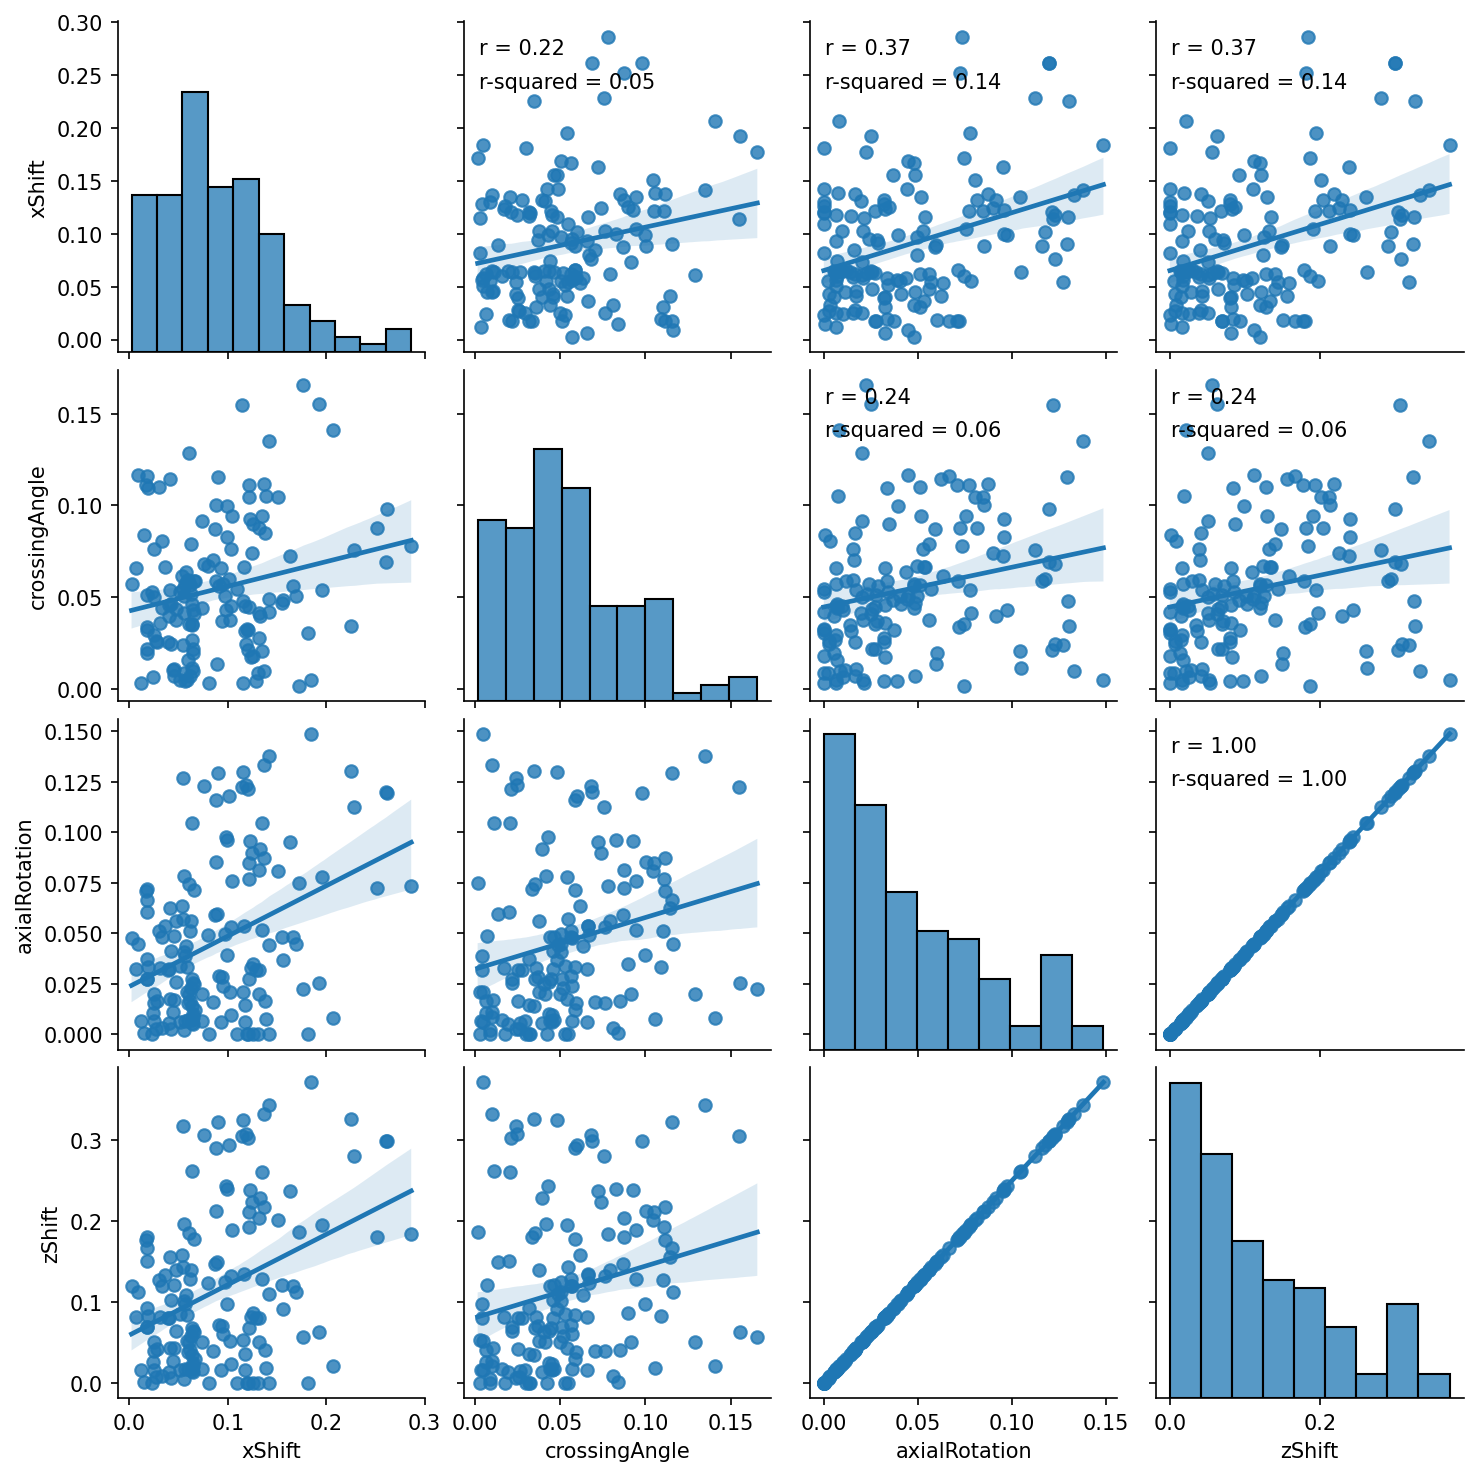 0.30
0.25
0.20
0.15
0.10
0.05
0.00
xShift
r = 0.22
r-squared = 0.05
r = 0.37
r-squared = 0.14
r = 0.37
r-squared = 0.14
0.15
0.10
0.05
0.00
crossingAngle
r = 0.24
r-squared = 0.06
r = 0.24
r-squared = 0.06
0.150
0.125
0.100
0.075
0.050
0.025
0.000
axialRotation
r = 1.00
r-squared = 1.00
0.3
0.2
0.1
0.0
zShift
0.0 0.1 0.2 0.3
xShift
0.00 0.05 0.10 0.15
crossingAngle
0.00 0.05 0.10 0.15
axialRotation
0.0 0.2
zShift